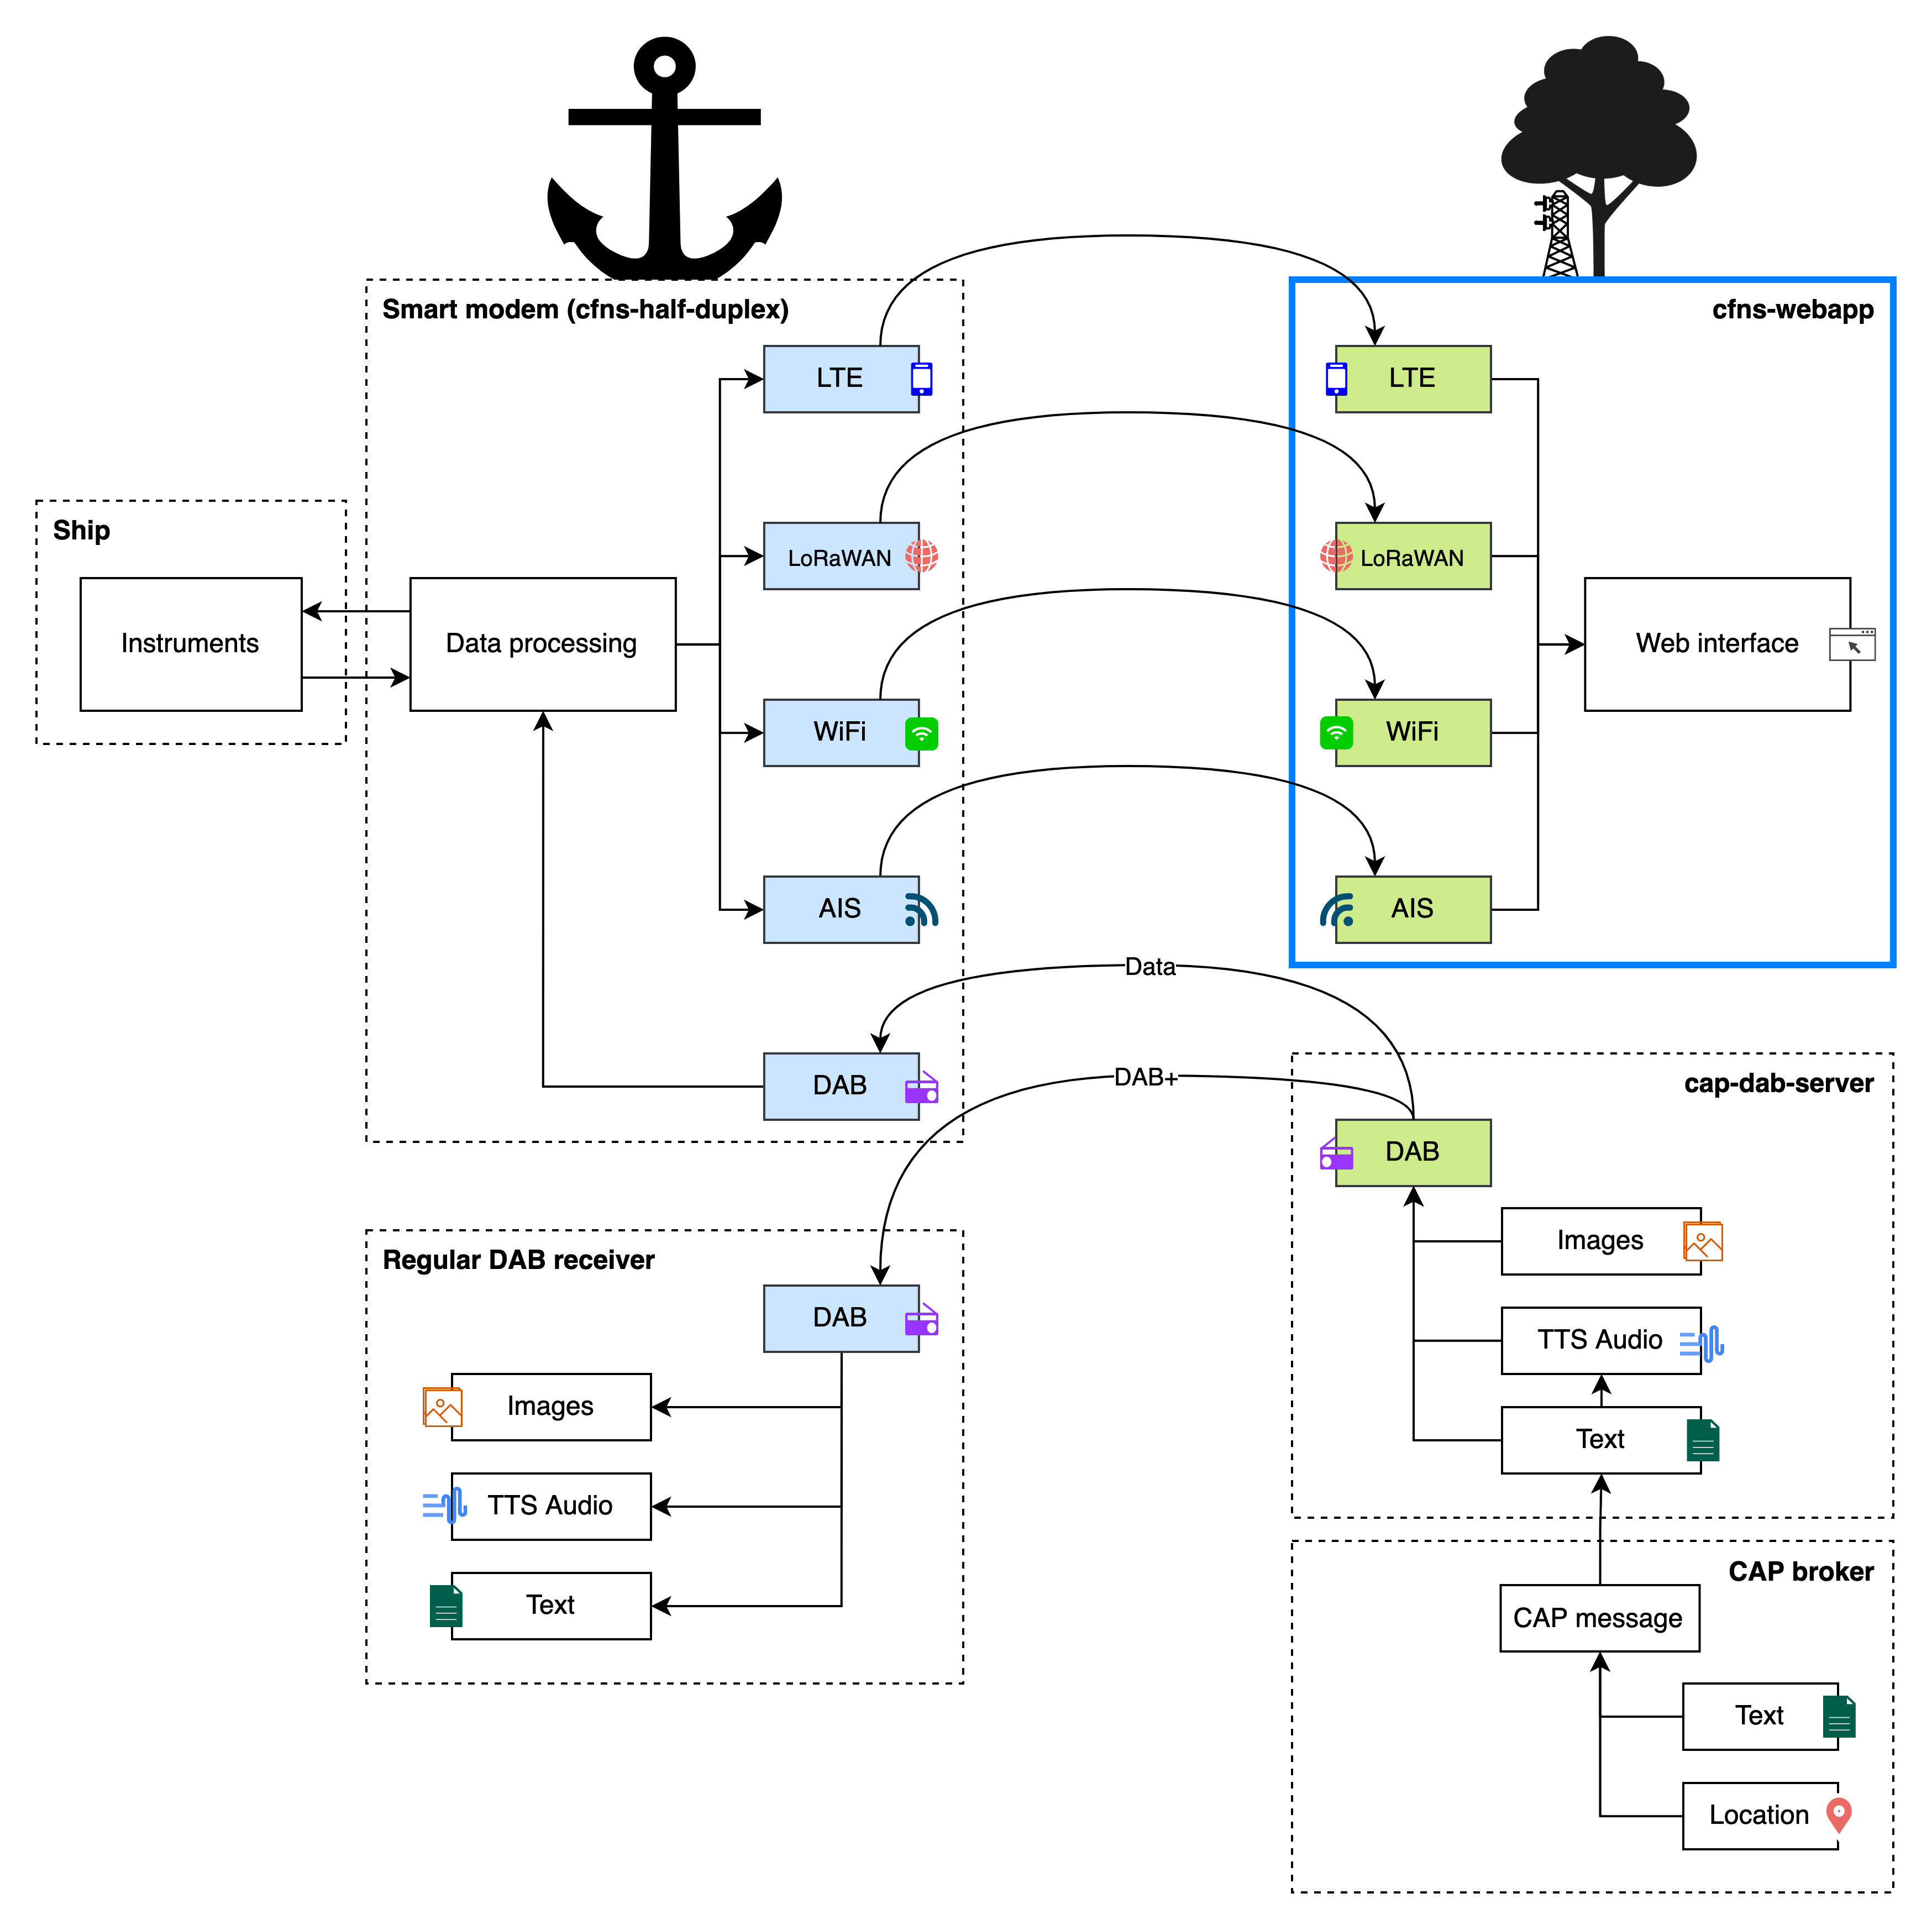 Smart modem (cfns-half-duplex)
cfns-webapp
LTE
LTE
Ship
LoRaWAN
LoRaWAN
Instruments
Data processing
Web interface
WiFi
WiFi
AIS
AIS
Data
DAB
DAB+
cap-dab-server
DAB
Images
Regular DAB receiver
DAB
TTS Audio
Images
Text
TTS Audio
CAP broker
Text
CAP message
Text
Location